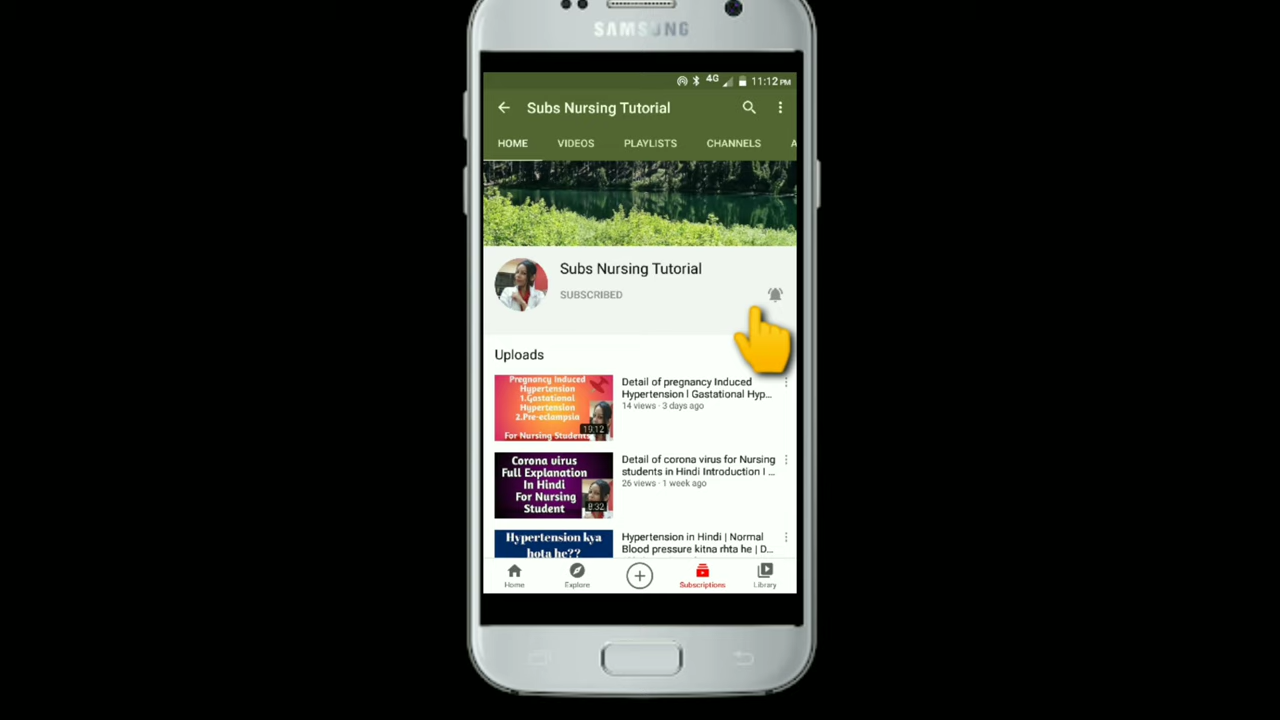 SAMSUNG
4G 11:12 PM
Subs Nursing Tutorial
HOME VIDEOS PLAYLISTS CHANNELS A
Subs Nursing Tutorial
SUBSCRIBED
Uploads
Pregnancy Induced
Hypertension
1.Gastational
Hypertension
2.Pre-eclampsia
19:12
For Nursing Students
Detail of pregnancy Induced
Hypertension l Gastational Hyp...
14 views · 3 days ago
Corona virus
Full Explanation
In Hindi
For Nursing
Student
8:32
Detail of corona virus for Nursing
students in Hindi Introduction I ...
26 views · 1 week ago
Hypertension kya
hota he??
Hypertension in Hindi | Normal
Blood pressure kitna rhta he | D...
Home Explore Subscriptions Library